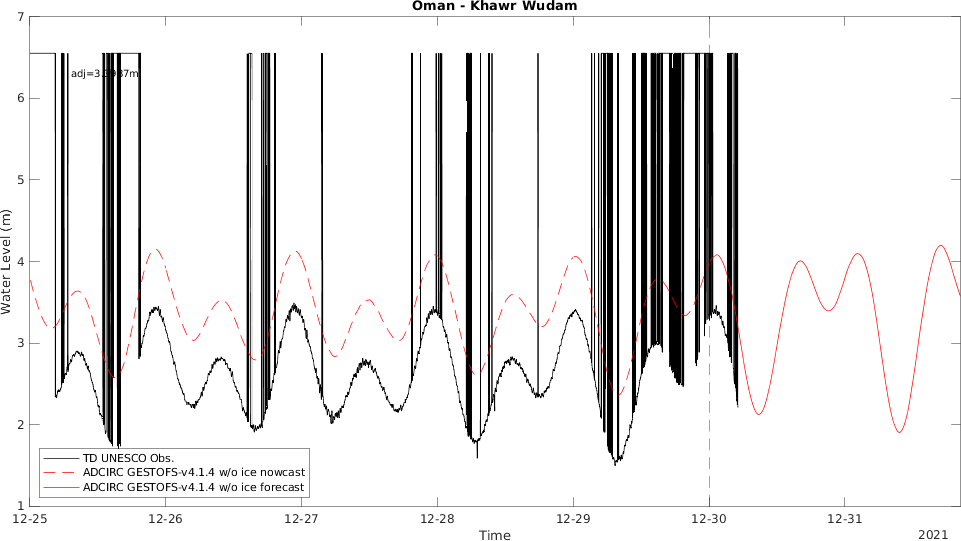 Oman - Khawr Wudam
7
6
5
4
3
2
1
Water Level (m)
TD UNESCO Obs.
ADCIRC GESTOFS-v4.1.4 w/o ice nowcast
ADCIRC GESTOFS-v4.1.4 w/o ice forecast
12-25 12-26 12-27 12-28 12-29 12-30 12-31
Time
2021